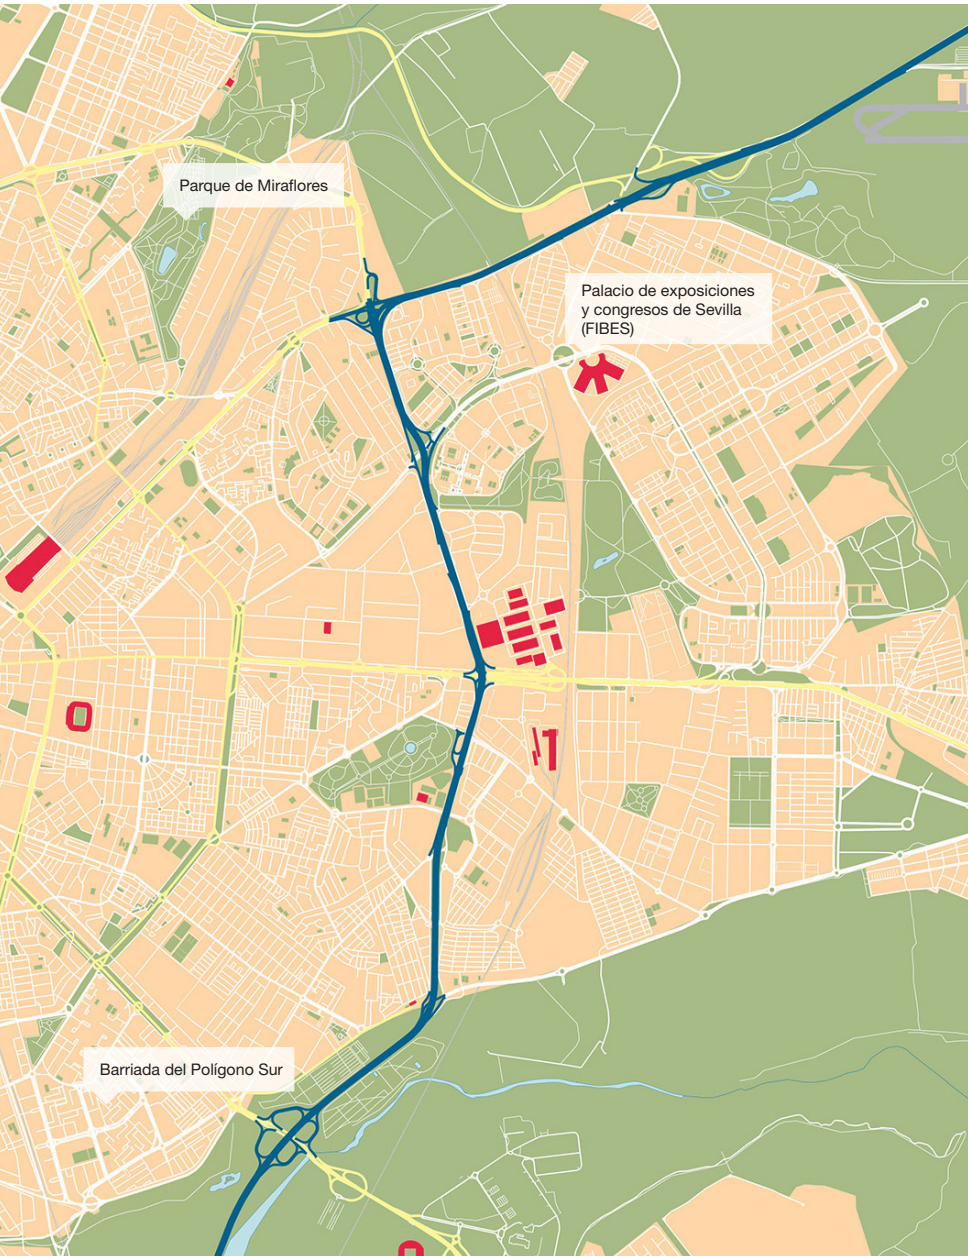 Parque de Miraflores
Palacio de exposiciones
y congresos de Sevilla
(FIBES)
Barriada del Polígono Sur